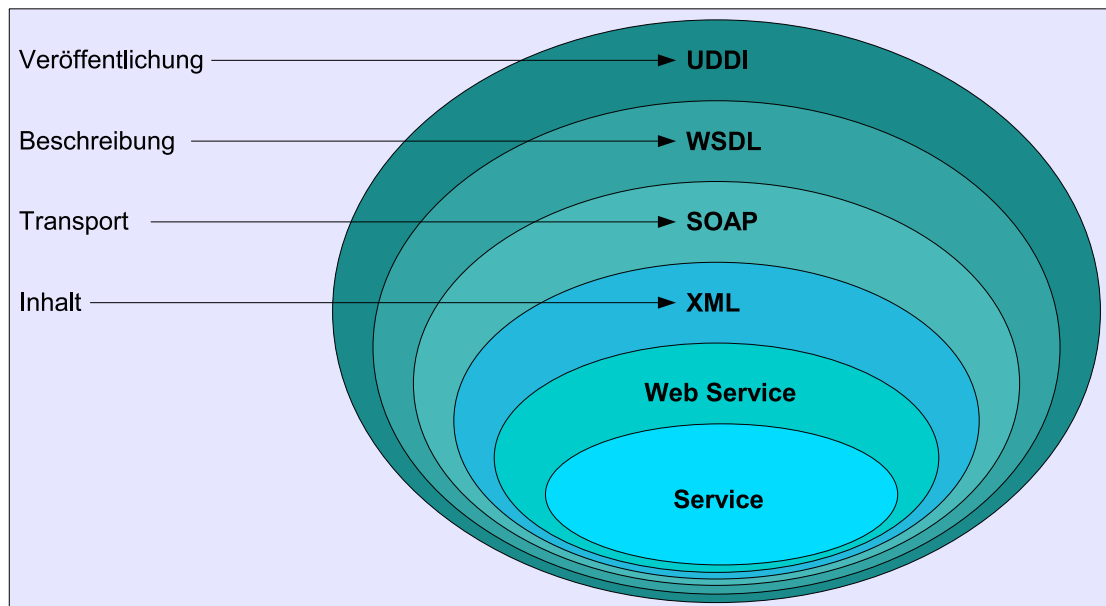 Veröffentlichung UDDI
Beschreibung WSDL
Transport SOAP
Inhalt XML
Web Service
Service